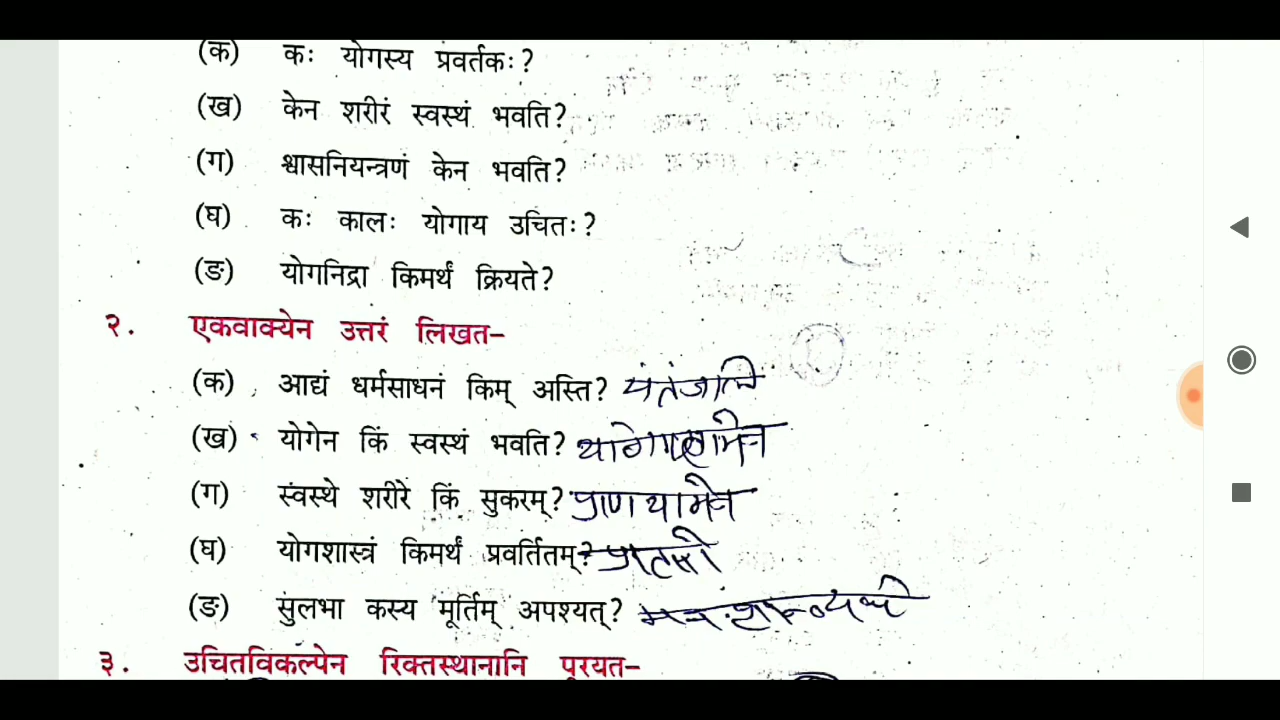 (क) कः योगस्य प्रवर्तकः?
(ख) केन शरीरं स्वस्थं भवति?
(ग) श्वासनियन्त्रणं केन भवति?
(घ) कः कालः योगाय उचितः?
(ङ) योगनिद्रा किमर्थं क्रियते?
२. एकवाक्येन उत्तरं लिखत–
(क) आद्यं धर्मसाधनं किम् अस्ति? पंतंजालि
(ख) योगेन किं स्वस्थं भवति?
(ग) स्वस्थे शरीरे किं सुकरम्? प्राणयामेन
(घ) योगशास्त्रं किमर्थं प्रवर्तितम्?
(ङ) सुलभा कस्य मूर्तिम् अपश्यत्?
३. उचितविकल्पेन रिक्तस्थानानि पूरयत–